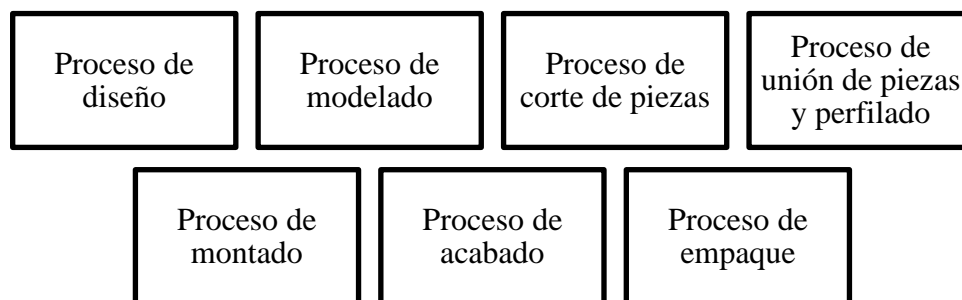 Proceso de
diseño
Proceso de
modelado
Proceso de
corte de piezas
Proceso de
unión de piezas
y perfilado
Proceso de
montado
Proceso de
acabado
Proceso de
empaque